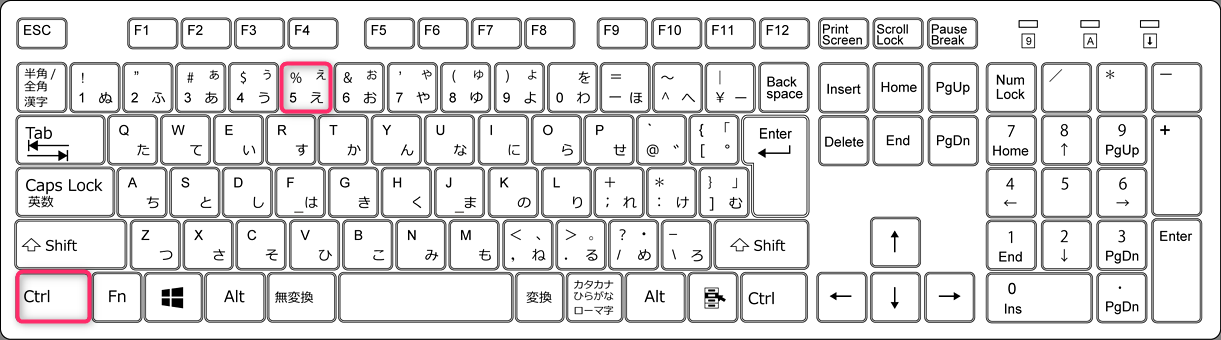 ESC F1 F2 F3 F4 F5 F6 F7 F8 F9 F10 F11 F12 Print Scroll Pause
Screen Lock Break 9 A ↓
半角/ ! " # ぁ $ ぅ % ぇ & ぉ ' ゃ ( ゅ ) ょ を = ~ | Back Insert Home PgUp Num / * -
全角 space Lock
漢字 1 ぬ 2 ふ 3 あ 4 う 5 え 6 お 7 や 8 ゆ 9 よ 0 わ - ほ ^ へ ¥ ー
Tab Q W E R T Y U I O P ` { 「 Enter Delete End PgDn 7 8 9 +
た て い す か ん な に ら せ @ ゛ [ ゜ Home ↑ PgUp
Caps Lock A S D F G H J K L + * } 」 4 5 6
英数 ち と し _は き く _ま の り ; れ : け ] む ← →
Shift Z X C V B N M < 、 > 。 ? ・ _ Shift ↑ 1 2 3 Enter
つ さ そ ひ こ み も , ね . る / め \ ろ End ↓ PgDn
Ctrl Fn Alt 無変換 変換 カタカナ Alt Ctrl ← ↓ → 0 .
ひらがな Ins PgDn
ローマ字